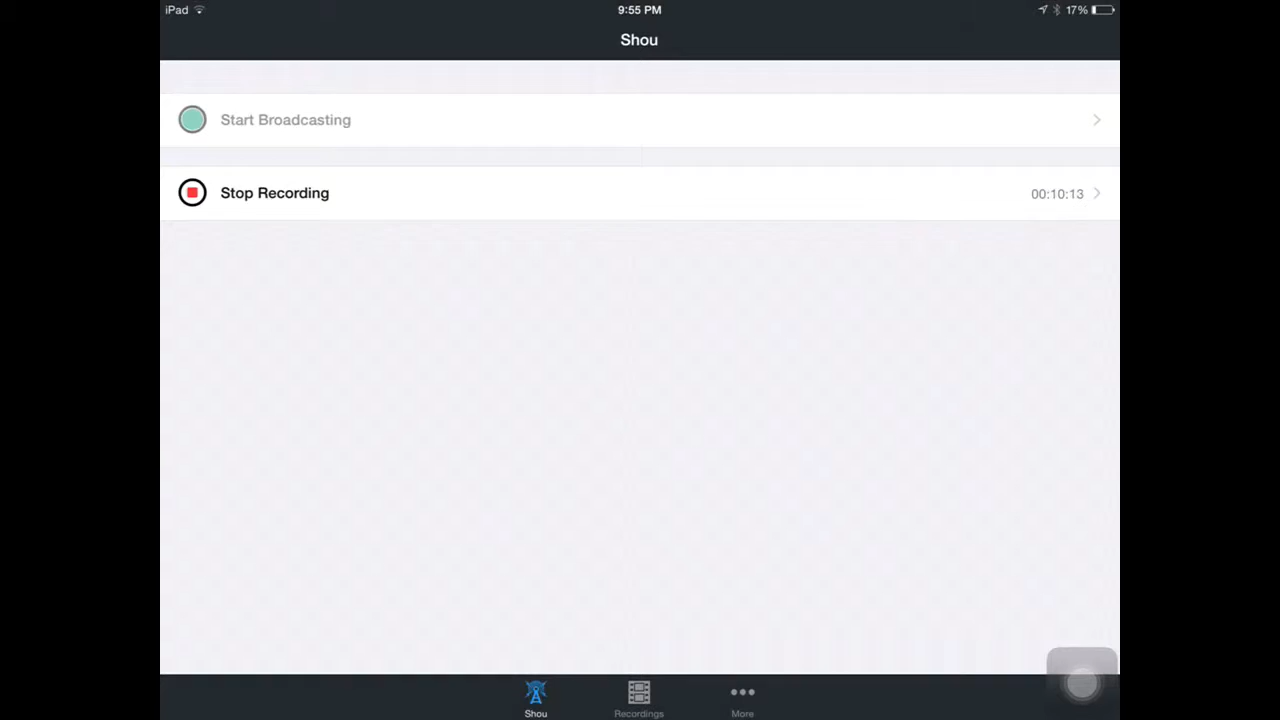 iPad 9:55 PM 17%
Shou
Start Broadcasting
Stop Recording 00:10:13
Shou Recordings More